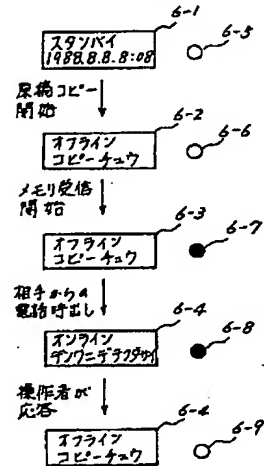 6-1
スタンバイ
1988.8.8.8:08
6-5
原稿コピー
開始
6-2
オフライン
コピーチュウ
6-6
メモリ受信
開始
6-3
オフライン
コピーチュウ
6-7
相手からの
電話呼出し
6-4
オンライン
デンワニデテクダサイ
6-8
操作者が
応答
6-4
オフライン
コピーチュウ
6-9